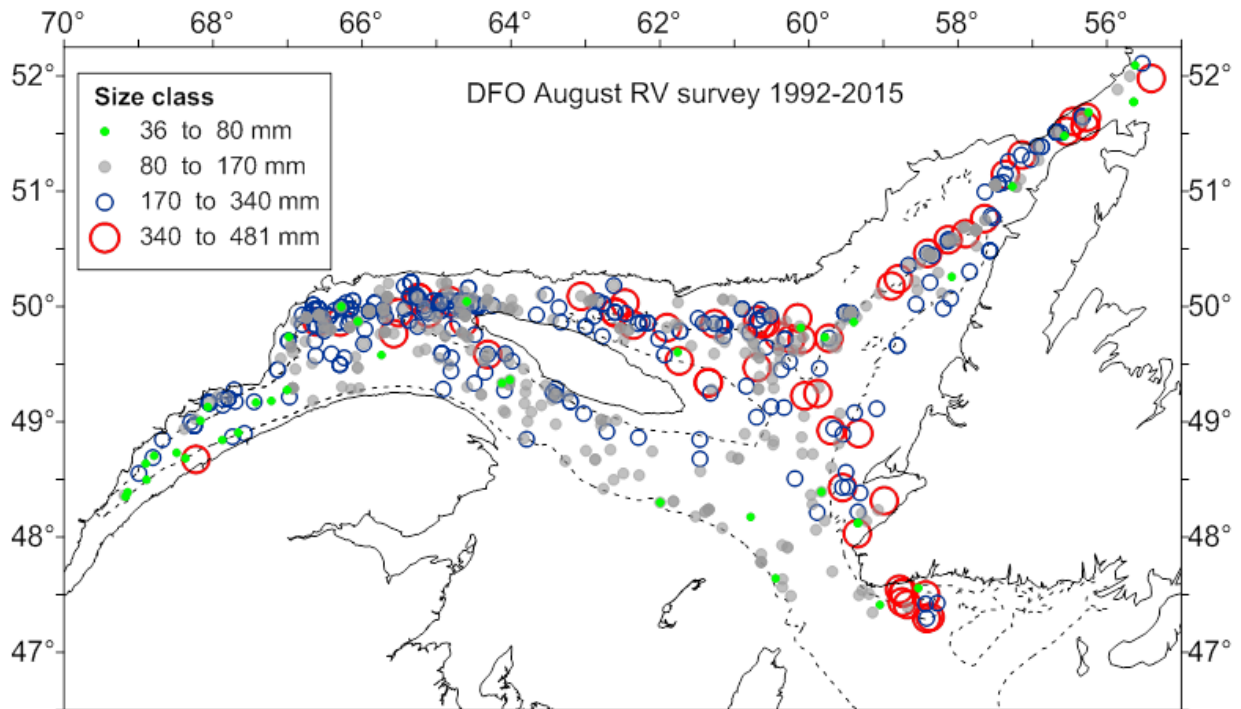 70° 68° 66° 64° 62° 60° 58° 56°
52° 52°
DFO August RV survey 1992-2015
Size class
36 to 80 mm
80 to 170 mm
170 to 340 mm
340 to 481 mm
51° 51°
50° 50°
49° 49°
48° 48°
47° 47°